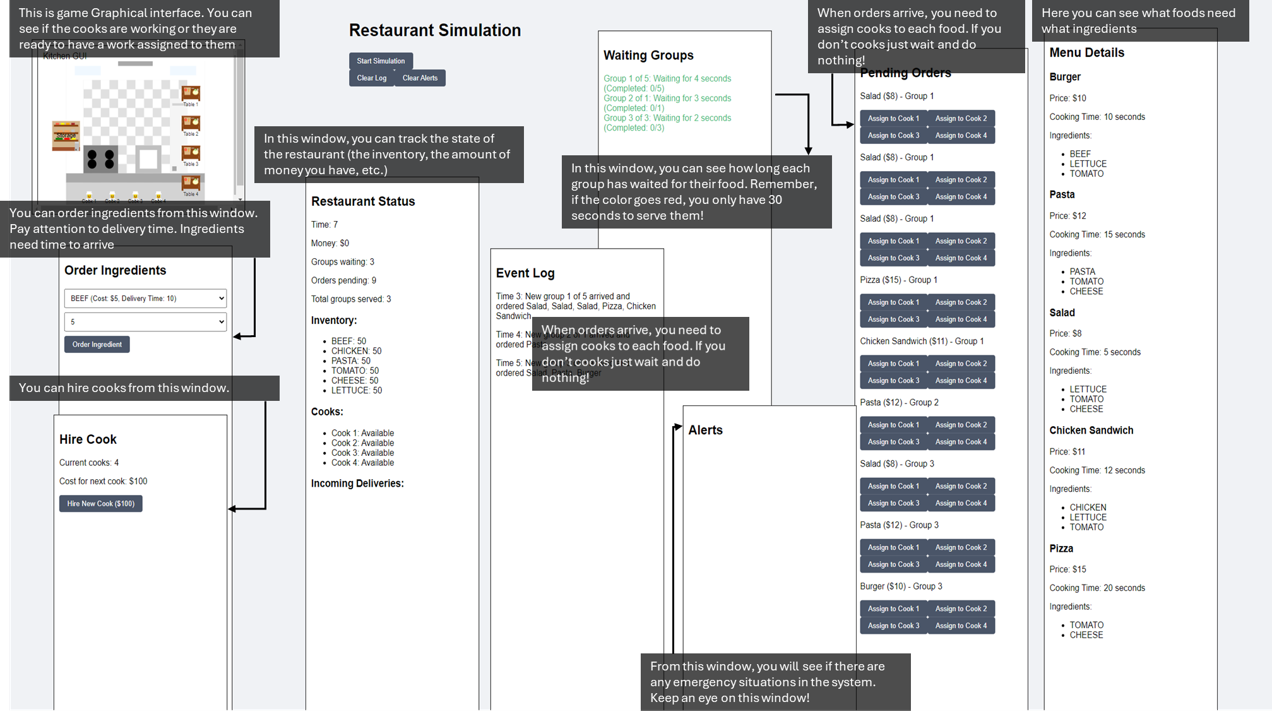 This is game Graphical interface. You can
see if the cooks are working or they are
ready to have a work assigned to them
Kitchen GUI
Storage
Table 1
Table 2
Table 3
Table 4
You can order ingredients from this window.
Pay attention to delivery time. Ingredients
need time to arrive
Order Ingredients
BEEF (Cost: $5, Delivery Time: 10)
5
Order Ingredient
You can hire cooks from this window.
Hire Cook
Current cooks: 4
Cost for next cook: $100
Hire New Cook ($100)
Restaurant Simulation
Start Simulation
Clear Log
Clear Alerts
In this window, you can track the state of
the restaurant (the inventory, the amount of
money you have, etc.)
Restaurant Status
Time: 7
Money: $0
Groups waiting: 3
Orders pending: 9
Total groups served: 3
Inventory:
• BEEF: 50
• CHICKEN: 50
• PASTA: 50
• TOMATO: 50
• CHEESE: 50
• LETTUCE: 50
Cooks:
• Cook 1: Available
• Cook 2: Available
• Cook 3: Available
• Cook 4: Available
Incoming Deliveries:
Waiting Groups
Group 1 of 5: Waiting for 4 seconds
(Completed: 0/5)
Group 2 of 1: Waiting for 3 seconds
(Completed: 0/1)
Group 3 of 3: Waiting for 2 seconds
(Completed: 0/3)
In this window, you can see how long each
group has waited for their food. Remember,
if the color goes red, you only have 30
seconds to serve them!
Event Log
Time 3: New group 1 of 5 arrived and
ordered Salad, Salad, Salad, Pizza, Chicken
Sandwich
Time 4: New group 2 of 1 arrived and
ordered Pasta
Time 5: New
ordered Salad, Pasta, Burger
When orders arrive, you need to
assign cooks to each food. If you
don't cooks just wait and do
nothing!
Alerts
From this window, you will see if there are
any emergency situations in the system.
Keep an eye on this window!
When orders arrive, you need to
assign cooks to each food. If you
don't cooks just wait and do
nothing!
Pending Orders
Salad ($8) - Group 1
Assign to Cook 1 Assign to Cook 2
Assign to Cook 3 Assign to Cook 4
Salad ($8) - Group 1
Assign to Cook 1 Assign to Cook 2
Assign to Cook 3 Assign to Cook 4
Salad ($8) - Group 1
Assign to Cook 1 Assign to Cook 2
Assign to Cook 3 Assign to Cook 4
Pizza ($15) - Group 1
Assign to Cook 1 Assign to Cook 2
Assign to Cook 3 Assign to Cook 4
Chicken Sandwich ($11) - Group 1
Assign to Cook 1 Assign to Cook 2
Assign to Cook 3 Assign to Cook 4
Pasta ($12) - Group 2
Assign to Cook 1 Assign to Cook 2
Assign to Cook 3 Assign to Cook 4
Salad ($8) - Group 3
Assign to Cook 1 Assign to Cook 2
Assign to Cook 3 Assign to Cook 4
Pasta ($12) - Group 3
Assign to Cook 1 Assign to Cook 2
Assign to Cook 3 Assign to Cook 4
Burger ($10) - Group 3
Assign to Cook 1 Assign to Cook 2
Assign to Cook 3 Assign to Cook 4
Here you can see what foods need
what ingredients
Menu Details
Burger
Price: $10
Cooking Time: 10 seconds
Ingredients:
• BEEF
• LETTUCE
• TOMATO
Pasta
Price: $12
Cooking Time: 15 seconds
Ingredients:
• PASTA
• TOMATO
• CHEESE
Salad
Price: $8
Cooking Time: 5 seconds
Ingredients:
• LETTUCE
• TOMATO
• CHEESE
Chicken Sandwich
Price: $11
Cooking Time: 12 seconds
Ingredients:
• CHICKEN
• LETTUCE
• TOMATO
Pizza
Price: $15
Cooking Time: 20 seconds
Ingredients:
• TOMATO
• CHEESE